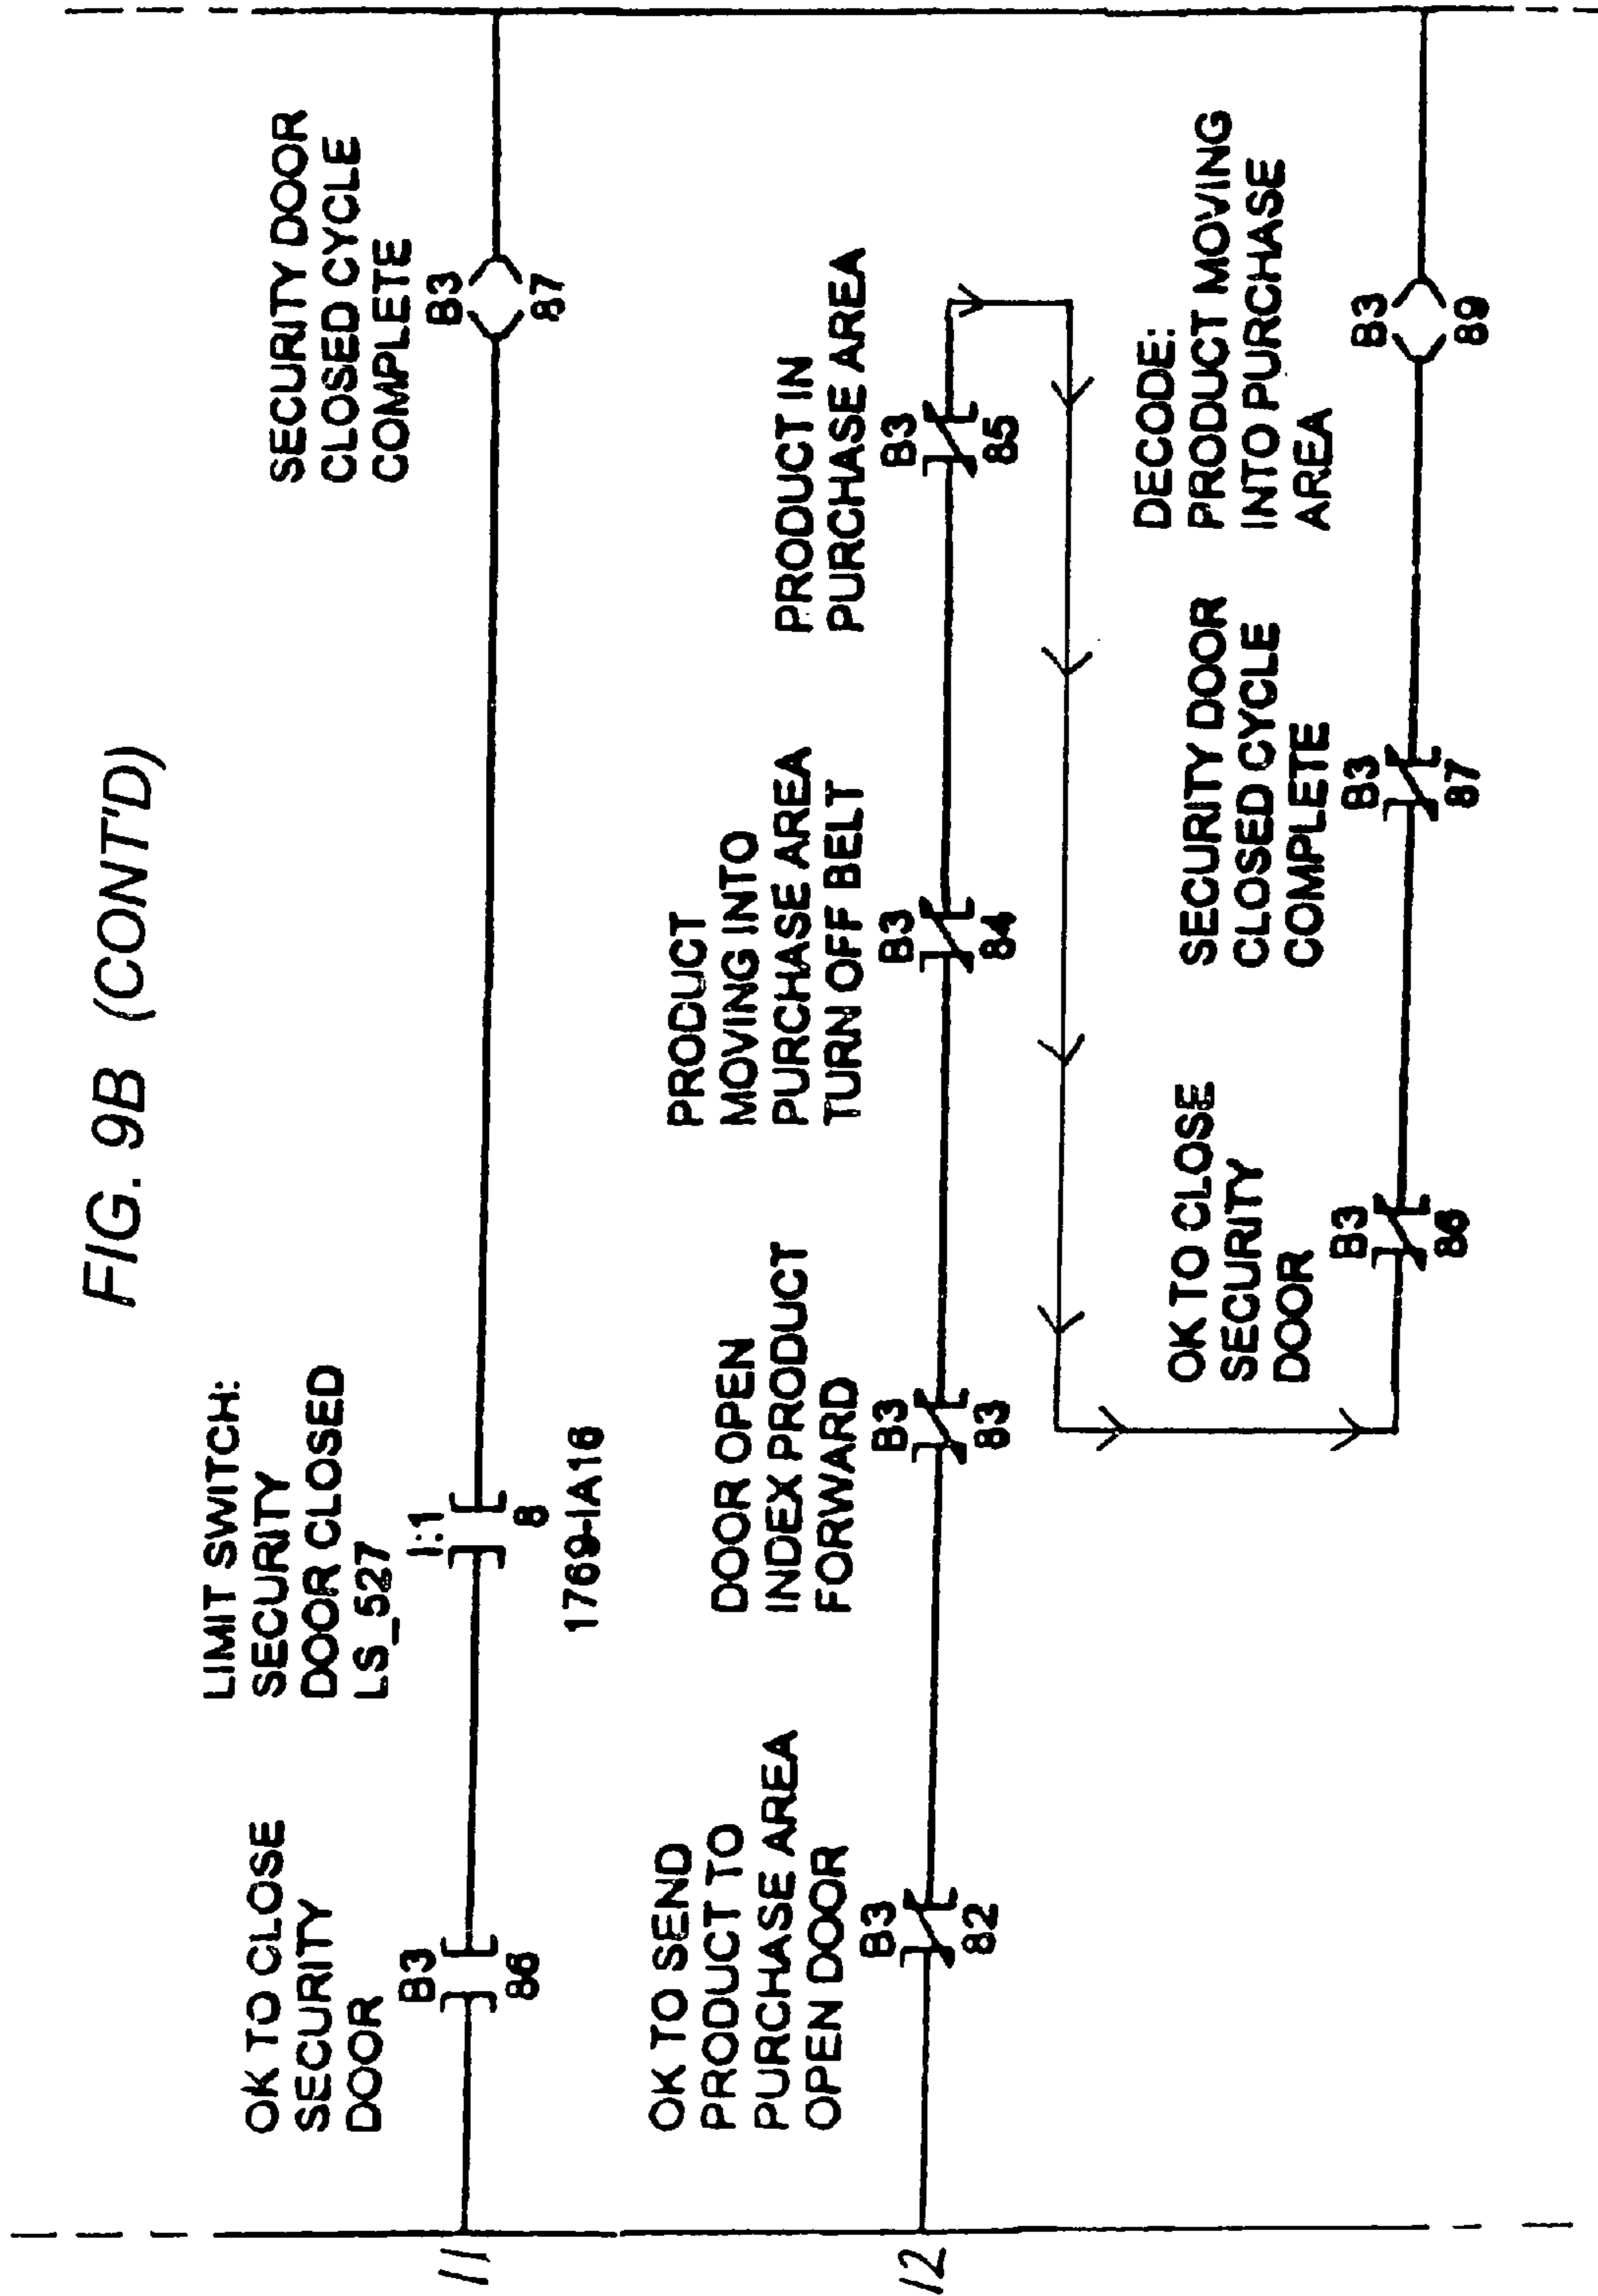 FIG. 9B (CONT'D)
OK TO CLOSE
SECURITY
DOOR
B3
86
LIMIT SWITCH:
SECURITY
DOOR CLOSED
LS_527
I:1
8
1769-IA16
SECURITY DOOR
CLOSED CYCLE
COMPLETE
B3
87
11
OK TO SEND
PRODUCT TO
PURCHASE AREA
OPEN DOOR
B3
82
DOOR OPEN
INDEX PRODUCT
FORWARD
B3
83
PRODUCT
MOVING INTO
PURCHASE AREA
TURN OFF BELT
B3
84
PRODUCT IN
PURCHASE AREA
B3
85
12
OK TO CLOSE
SECURITY
DOOR
B3
86
SECURITY DOOR
CLOSED CYCLE
COMPLETE
B3
87
DECODE:
PRODUCT MOVING
INTO PURCHASE
AREA
B3
89